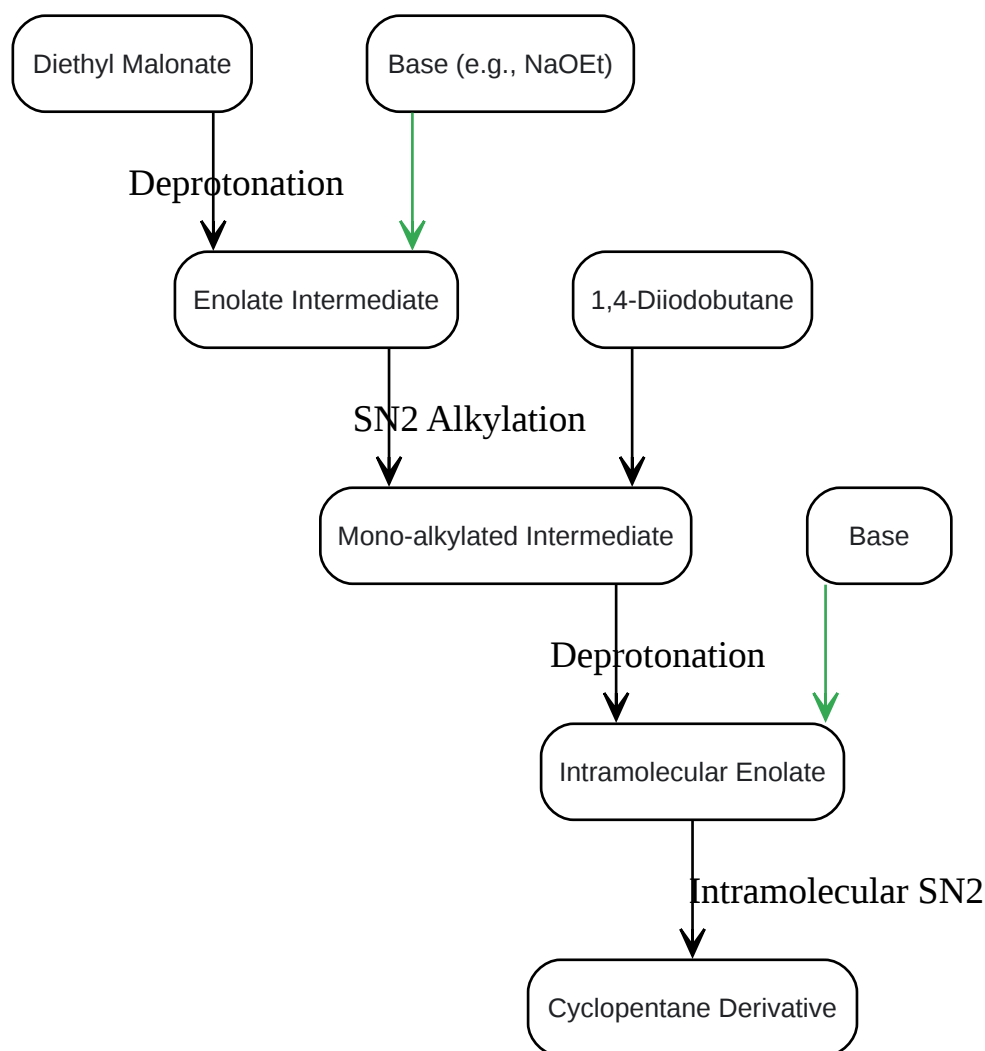 Diethyl Malonate
Base (e.g., NaOEt)
Deprotonation
Enolate Intermediate
1,4-Diiodobutane
SN2 Alkylation
Mono-alkylated Intermediate
Base
Deprotonation
Intramolecular Enolate
Intramolecular SN2
Cyclopentane Derivative